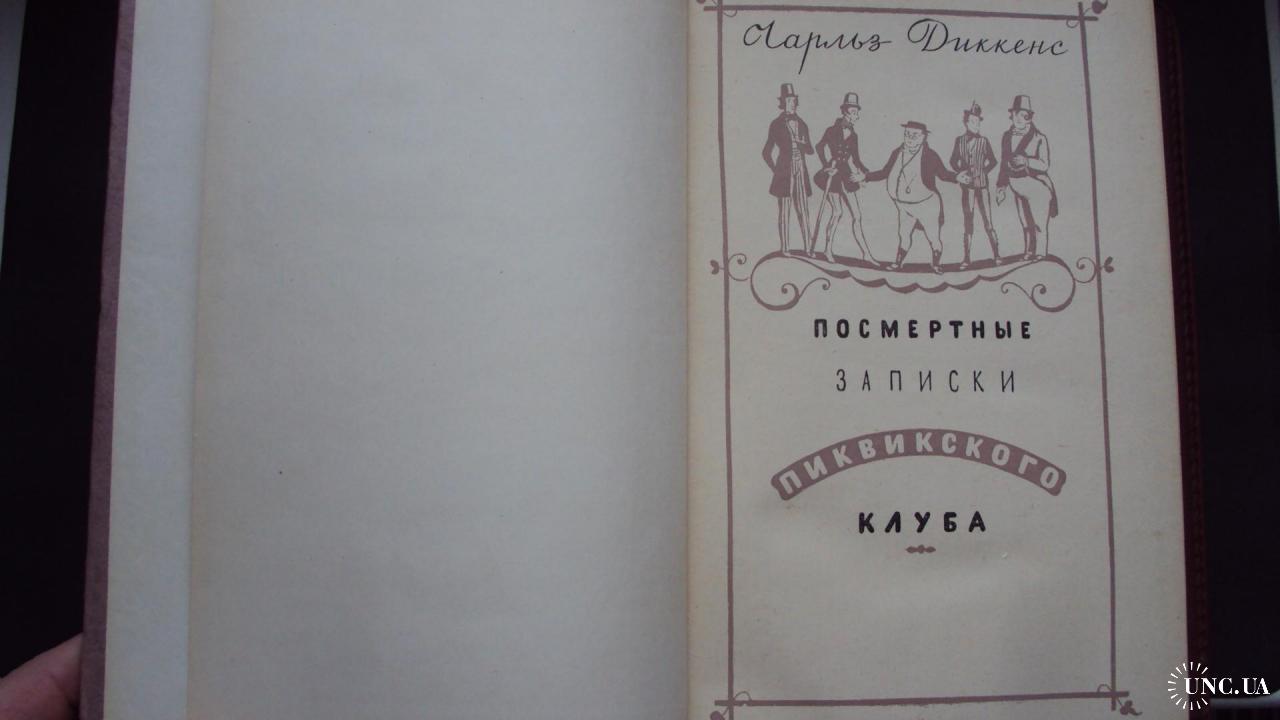 Чарльз Диккенс
ПОСМЕРТНЫЕ
ЗАПИСКИ
ПИКВИКСКОГО
КЛУБА
UNC.UA